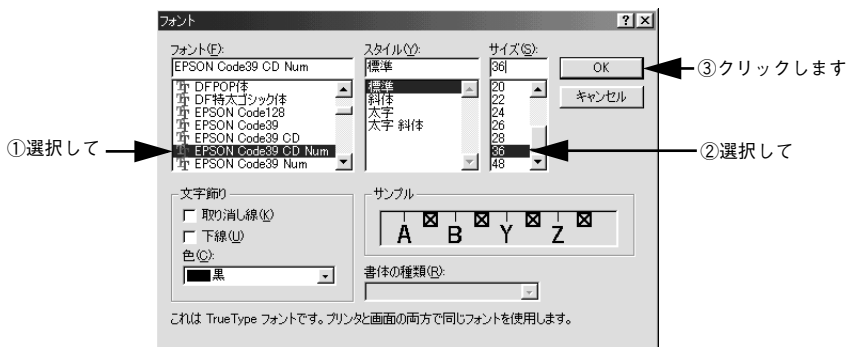 フォント
フォント(F):
スタイル(Y):
サイズ(S):
EPSON Code39 CD Num
標準
36
OK
③クリックします
DFPOP体
DF特太ゴシック体
EPSON Code128
EPSON Code39
EPSON Code39 CD
EPSON Code39 CD Num
EPSON Code39 Num
標準
斜体
太字
太字 斜体
20
22
24
26
28
36
48
キャンセル
①選択して
②選択して
文字飾り
取り消し線(K)
下線(U)
色(C):
黒
サンプル
A B Y Z
書体の種類(R):
これは TrueType フォントです。プリンタと画面の両方で同じフォントを使用します。